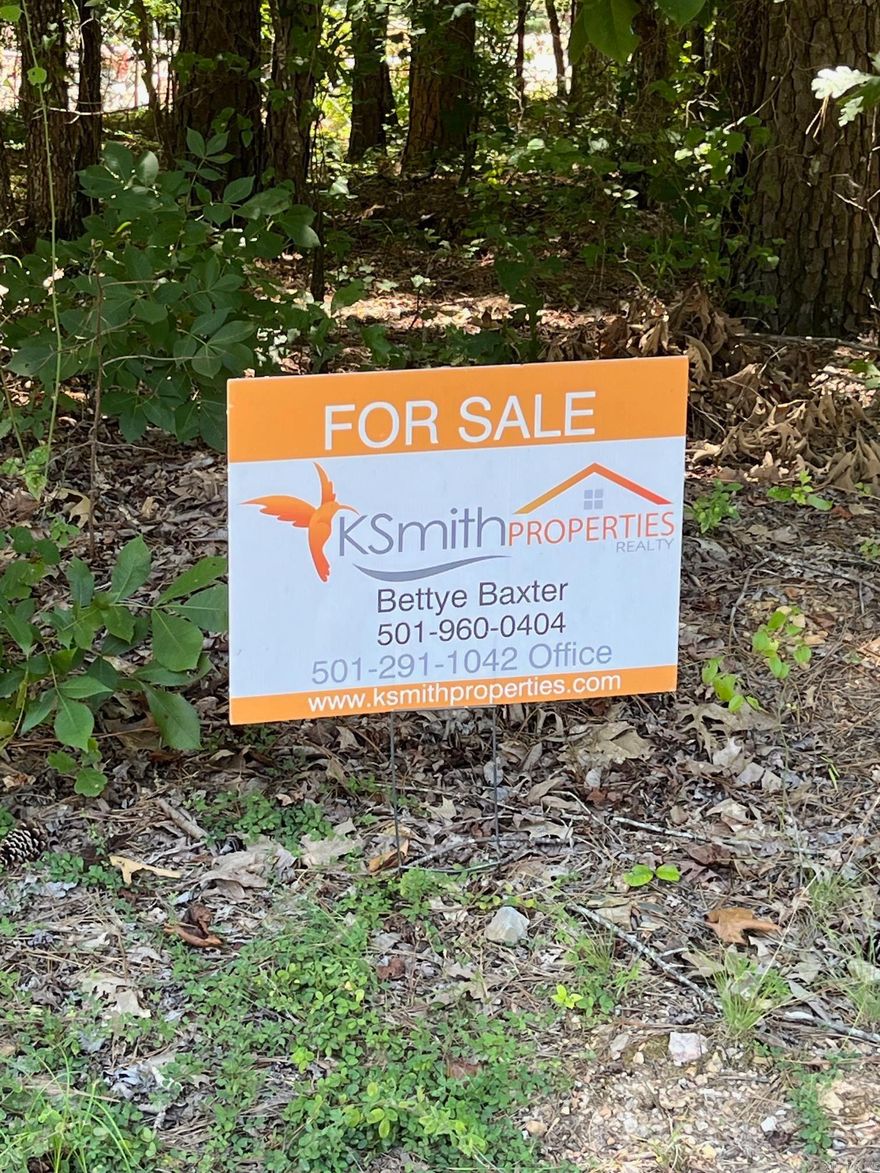 FOR SALE
KSmith PROPERTIES
REALTY
Bettye Baxter
501-960-0404
501-291-1042 Office
www.ksmithproperties.com